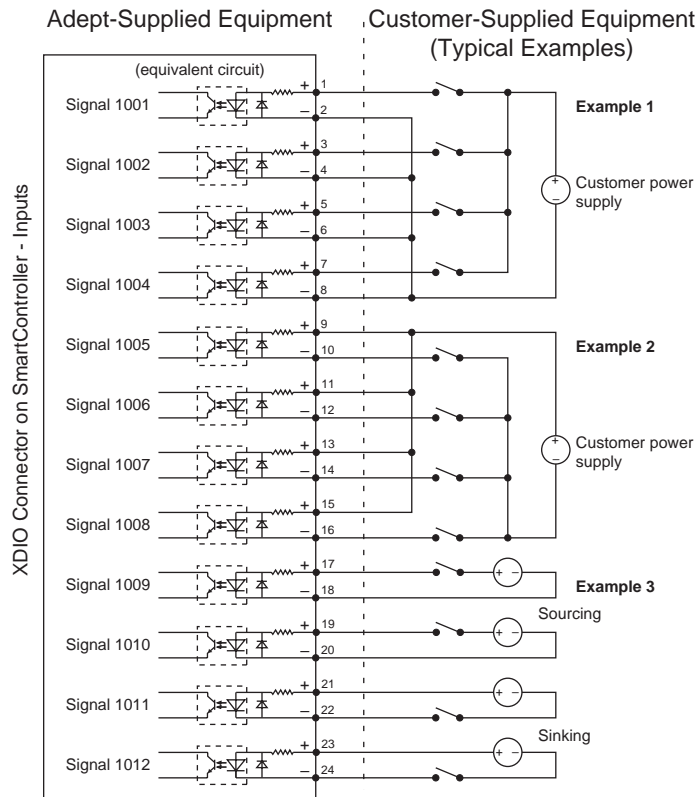 Adept-Supplied Equipment
Customer-Supplied Equipment
(Typical Examples)
XDIO Connector on SmartController - Inputs
(equivalent circuit)
Signal 1001
+ 1
– 2
Example 1
Signal 1002
+ 3
– 4
+
–
Customer power
supply
Signal 1003
+ 5
– 6
Signal 1004
+ 7
– 8
Signal 1005
+ 9
– 10
Example 2
Signal 1006
+ 11
– 12
+
–
Customer power
supply
Signal 1007
+ 13
– 14
Signal 1008
+ 15
– 16
Signal 1009
+ 17
– 18
+ –
Example 3
Sourcing
Signal 1010
+ 19
– 20
+ –
Signal 1011
+ 21
– 22
+ –
Sinking
Signal 1012
+ 23
– 24
+ –